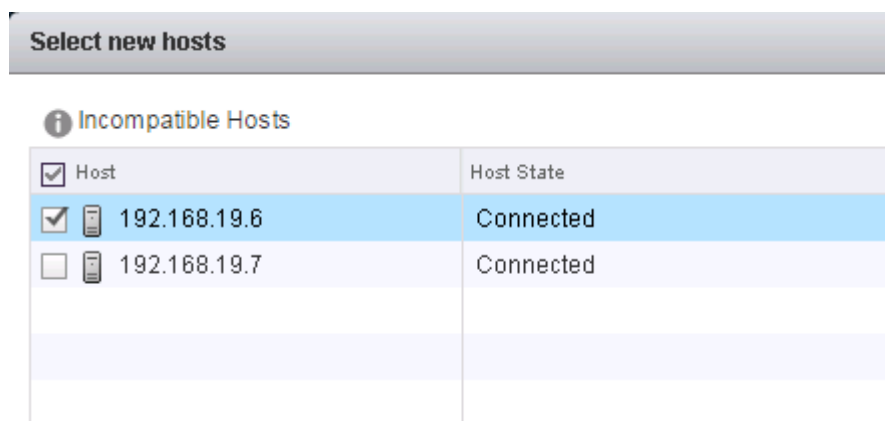 Select new hosts
Incompatible Hosts
Host Host State
192.168.19.6 Connected
192.168.19.7 Connected